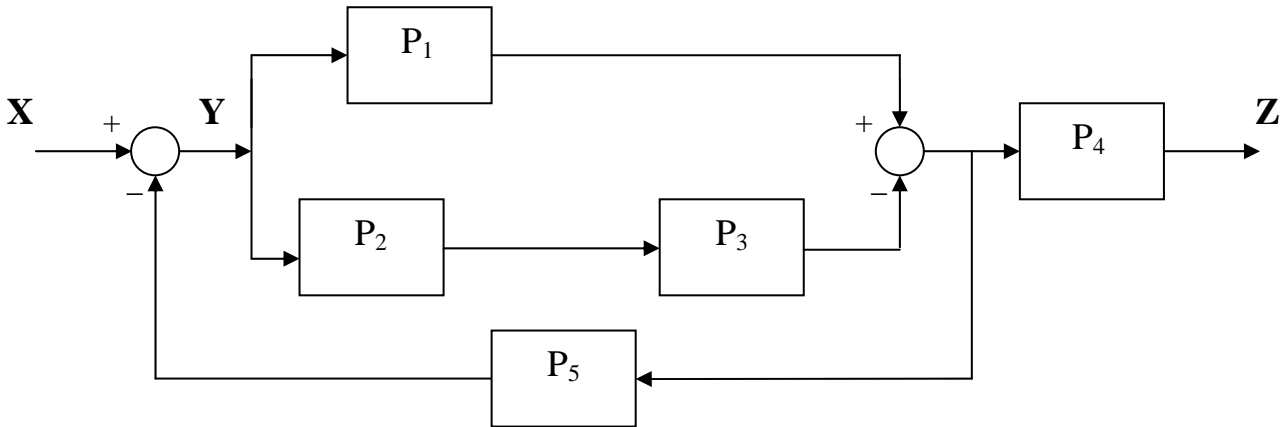 P₁
X
+
Y
+
P₄
Z
−
−
P₂
P₃
P₅